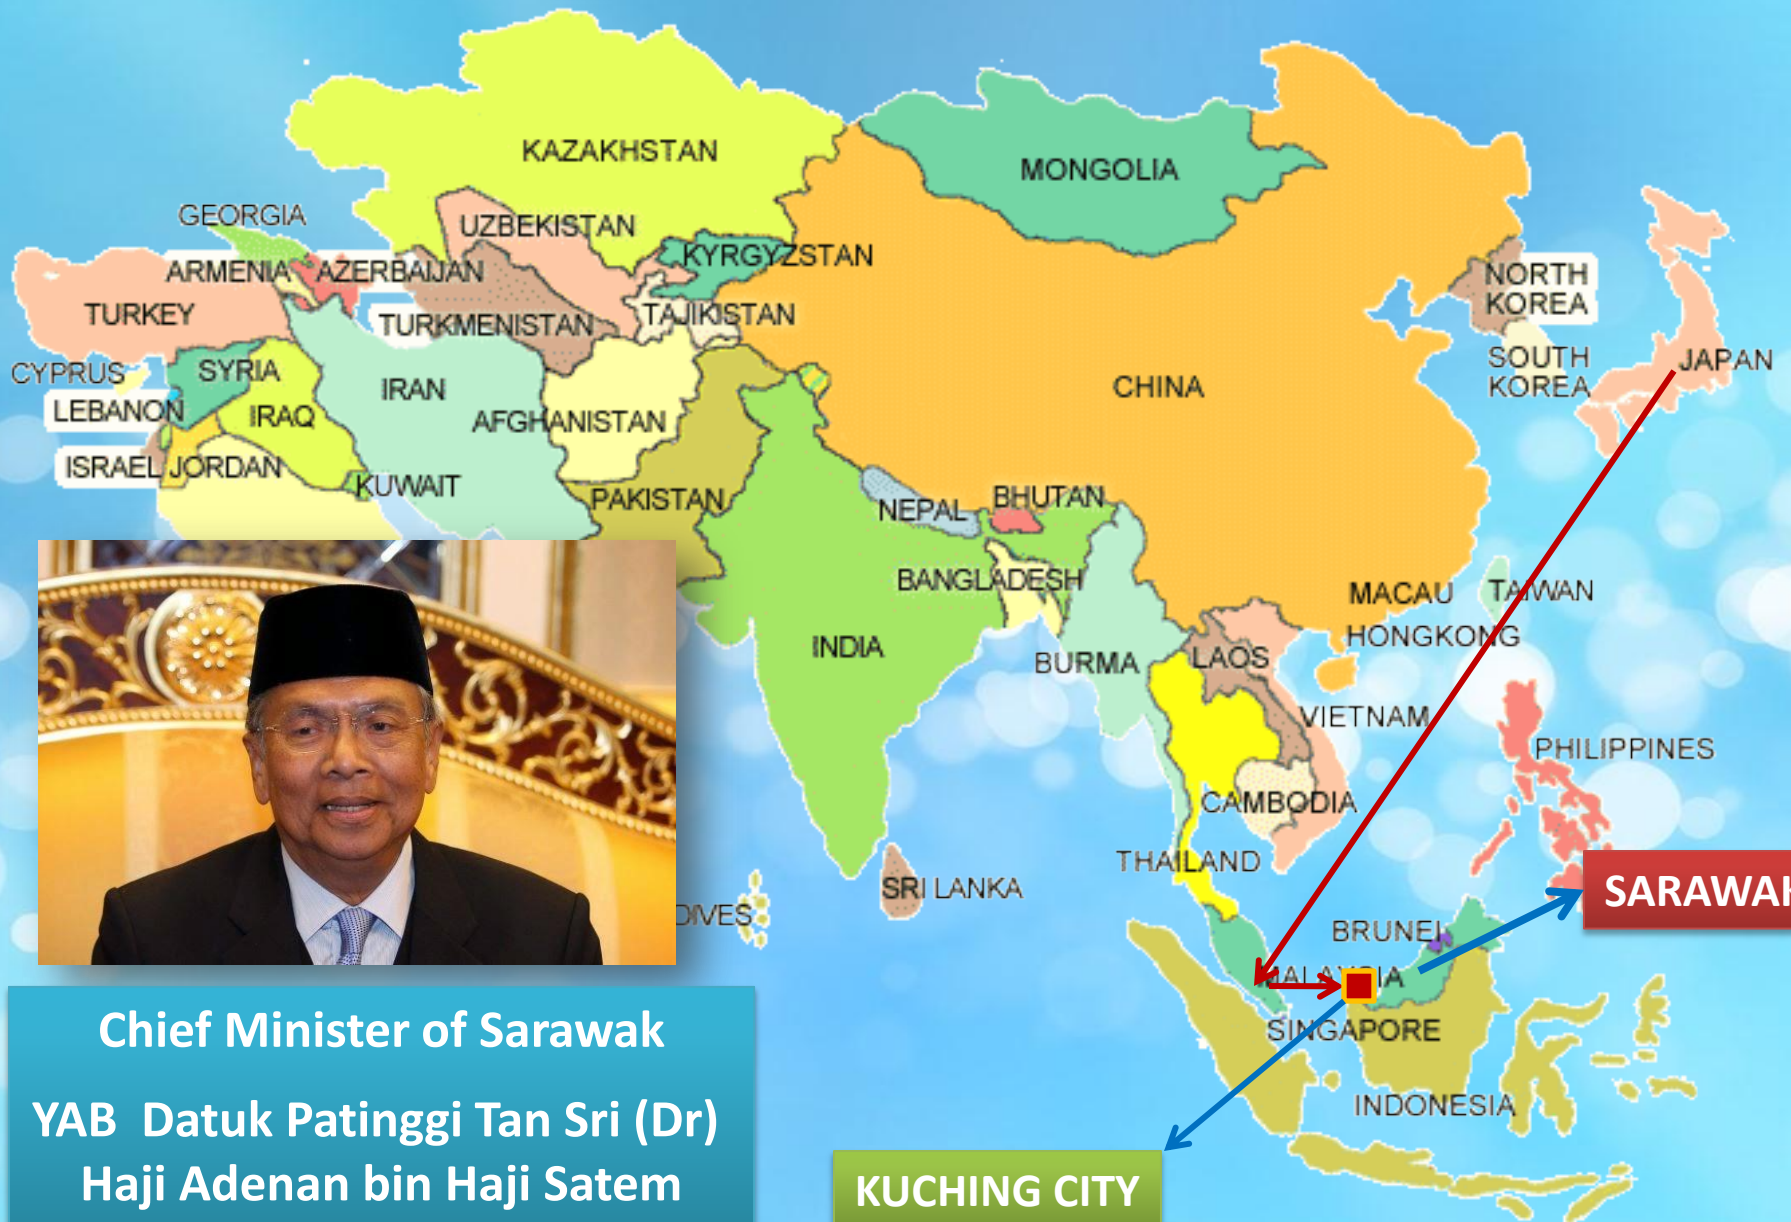 KAZAKHSTAN
MONGOLIA
GEORGIA
UZBEKISTAN
KYRGYZSTAN
ARMENIA
AZERBAIJAN
NORTH
KOREA
TURKEY
TURKMENISTAN
TAJIKISTAN
SOUTH
KOREA
JAPAN
CYPRUS
SYRIA
IRAN
CHINA
LEBANON
IRAQ
AFGHANISTAN
ISRAEL
JORDAN
KUWAIT
PAKISTAN
NEPAL
BHUTAN
BANGLADESH
MACAU
TAIWAN
HONGKONG
INDIA
BURMA
LAOS
VIETNAM
PHILIPPINES
CAMBODIA
THAILAND
SRI LANKA
DIVES
SARAWAK
BRUNEI
MALAYSIA
SINGAPORE
INDONESIA
Chief Minister of Sarawak
YAB Datuk Patinggi Tan Sri (Dr)
Haji Adenan bin Haji Satem
KUCHING CITY